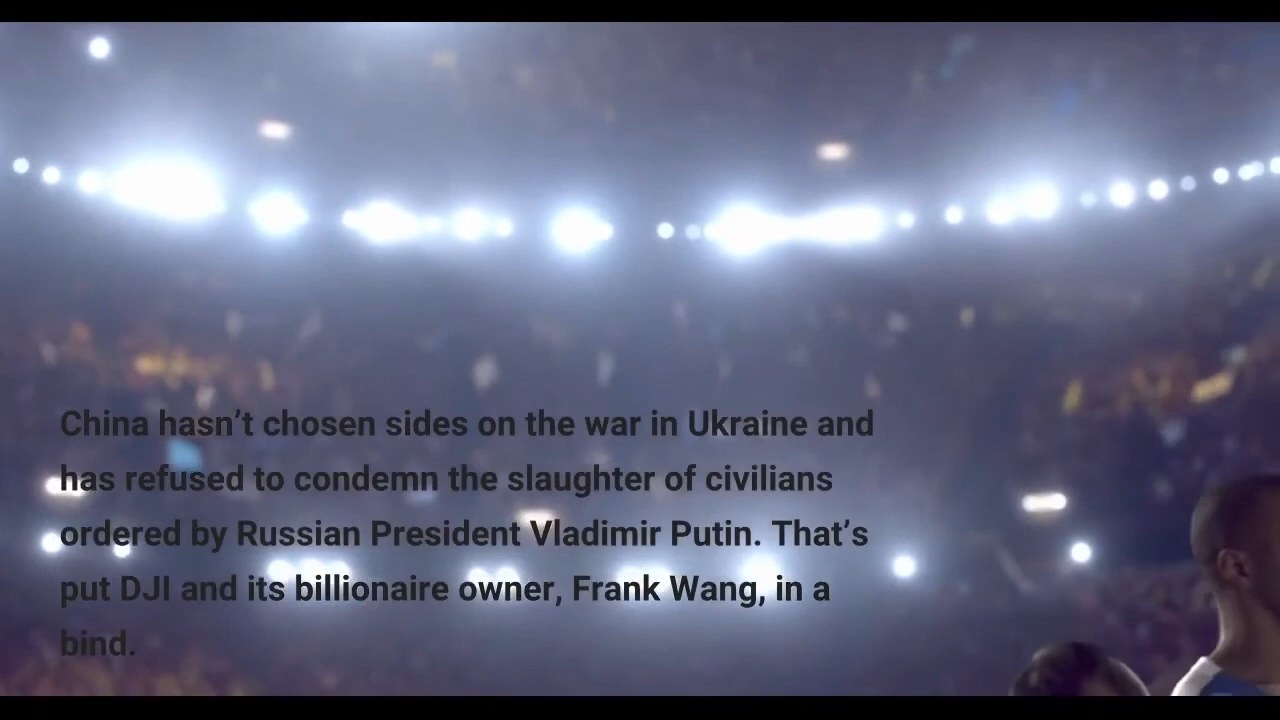 China hasn’t chosen sides on the war in Ukraine and
has refused to condemn the slaughter of civilians
ordered by Russian President Vladimir Putin. That’s
put DJI and its billionaire owner, Frank Wang, in a
bind.